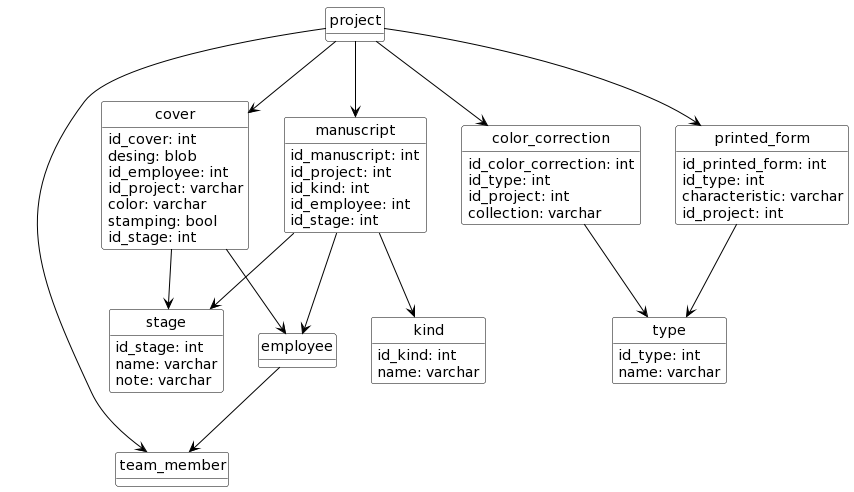 project
cover
id_cover: int
desing: blob
id_employee: int
id_project: varchar
color: varchar
stamping: bool
id_stage: int
manuscript
id_manuscript: int
id_project: int
id_kind: int
id_employee: int
id_stage: int
color_correction
id_color_correction: int
id_type: int
id_project: int
collection: varchar
printed_form
id_printed_form: int
id_type: int
characteristic: varchar
id_project: int
stage
id_stage: int
name: varchar
note: varchar
employee
kind
id_kind: int
name: varchar
type
id_type: int
name: varchar
team_member